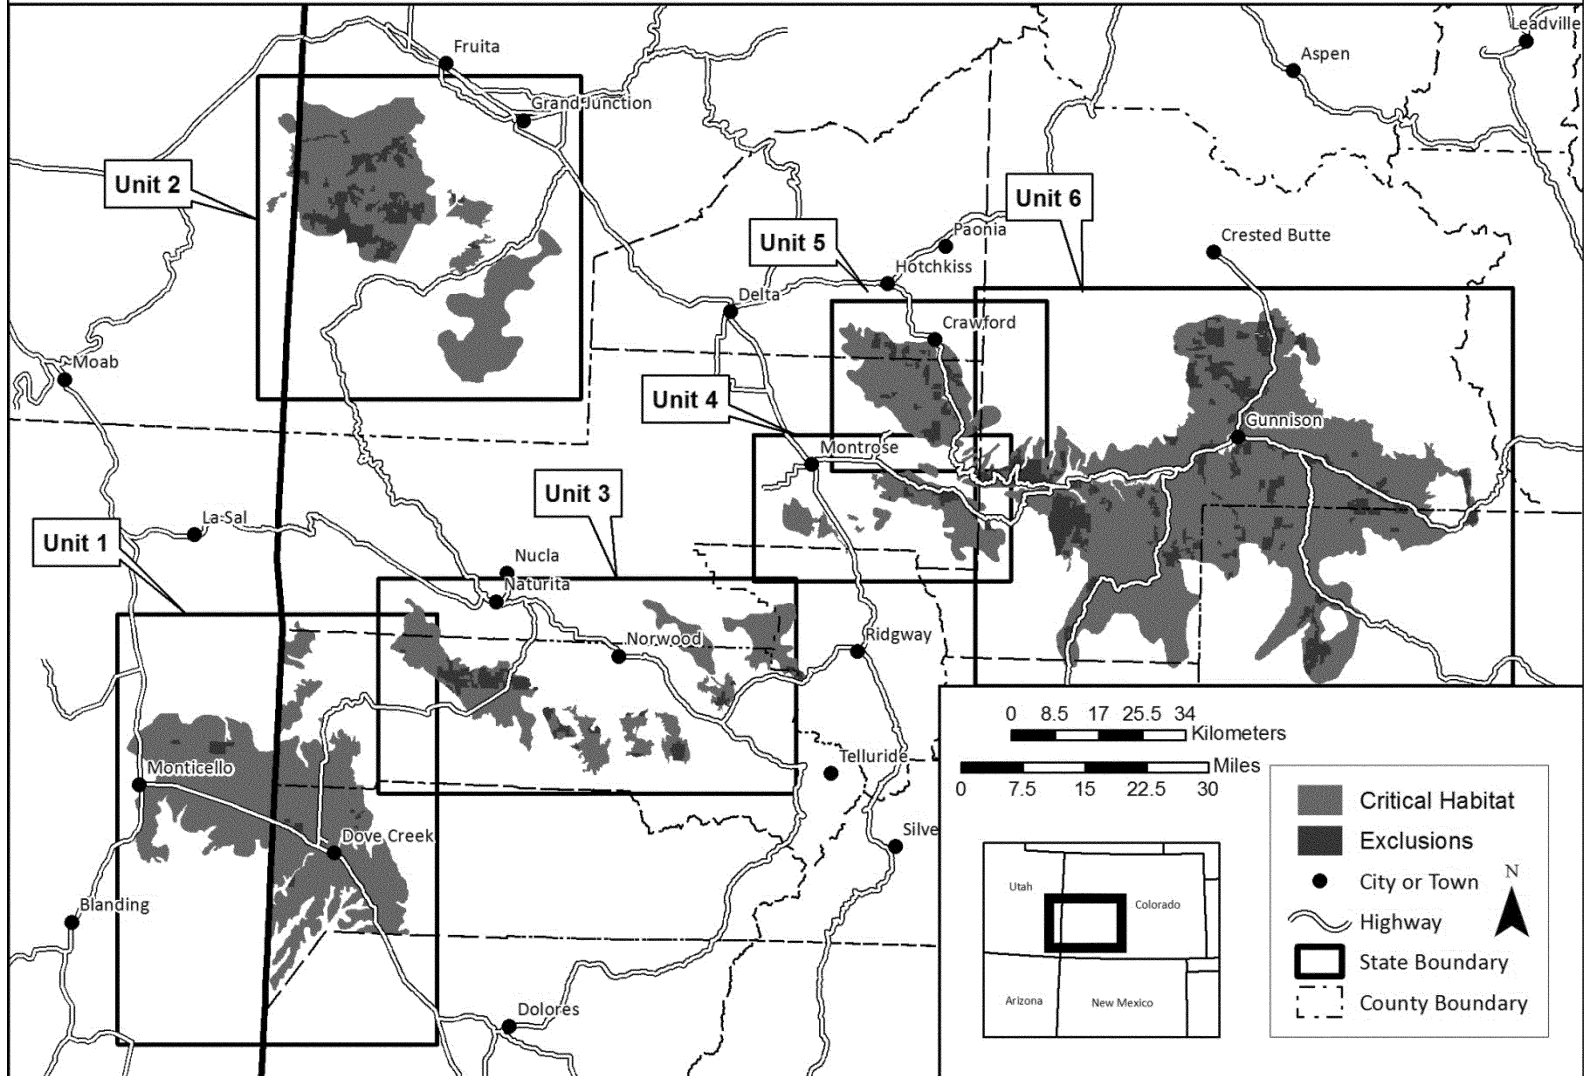 Leadville
Fruita
Aspen
Grand Junction
Unit 2
Unit 6
Unit 5
Paonia
Crested Butte
Hotchkiss
Delta
Crawford
Moab
Unit 4
Gunnison
Montrose
Unit 3
La Sal
Unit 1
Nucla
Naturita
Norwood
Ridgway
Monticello
Telluride
Dove Creek
Silve
Blanding
Dolores
0 8.5 17 25.5 34
Kilometers
Miles
0 7.5 15 22.5 30
Critical Habitat
Exclusions
City or Town
N
Highway
State Boundary
County Boundary
Utah
Colorado
Arizona
New Mexico